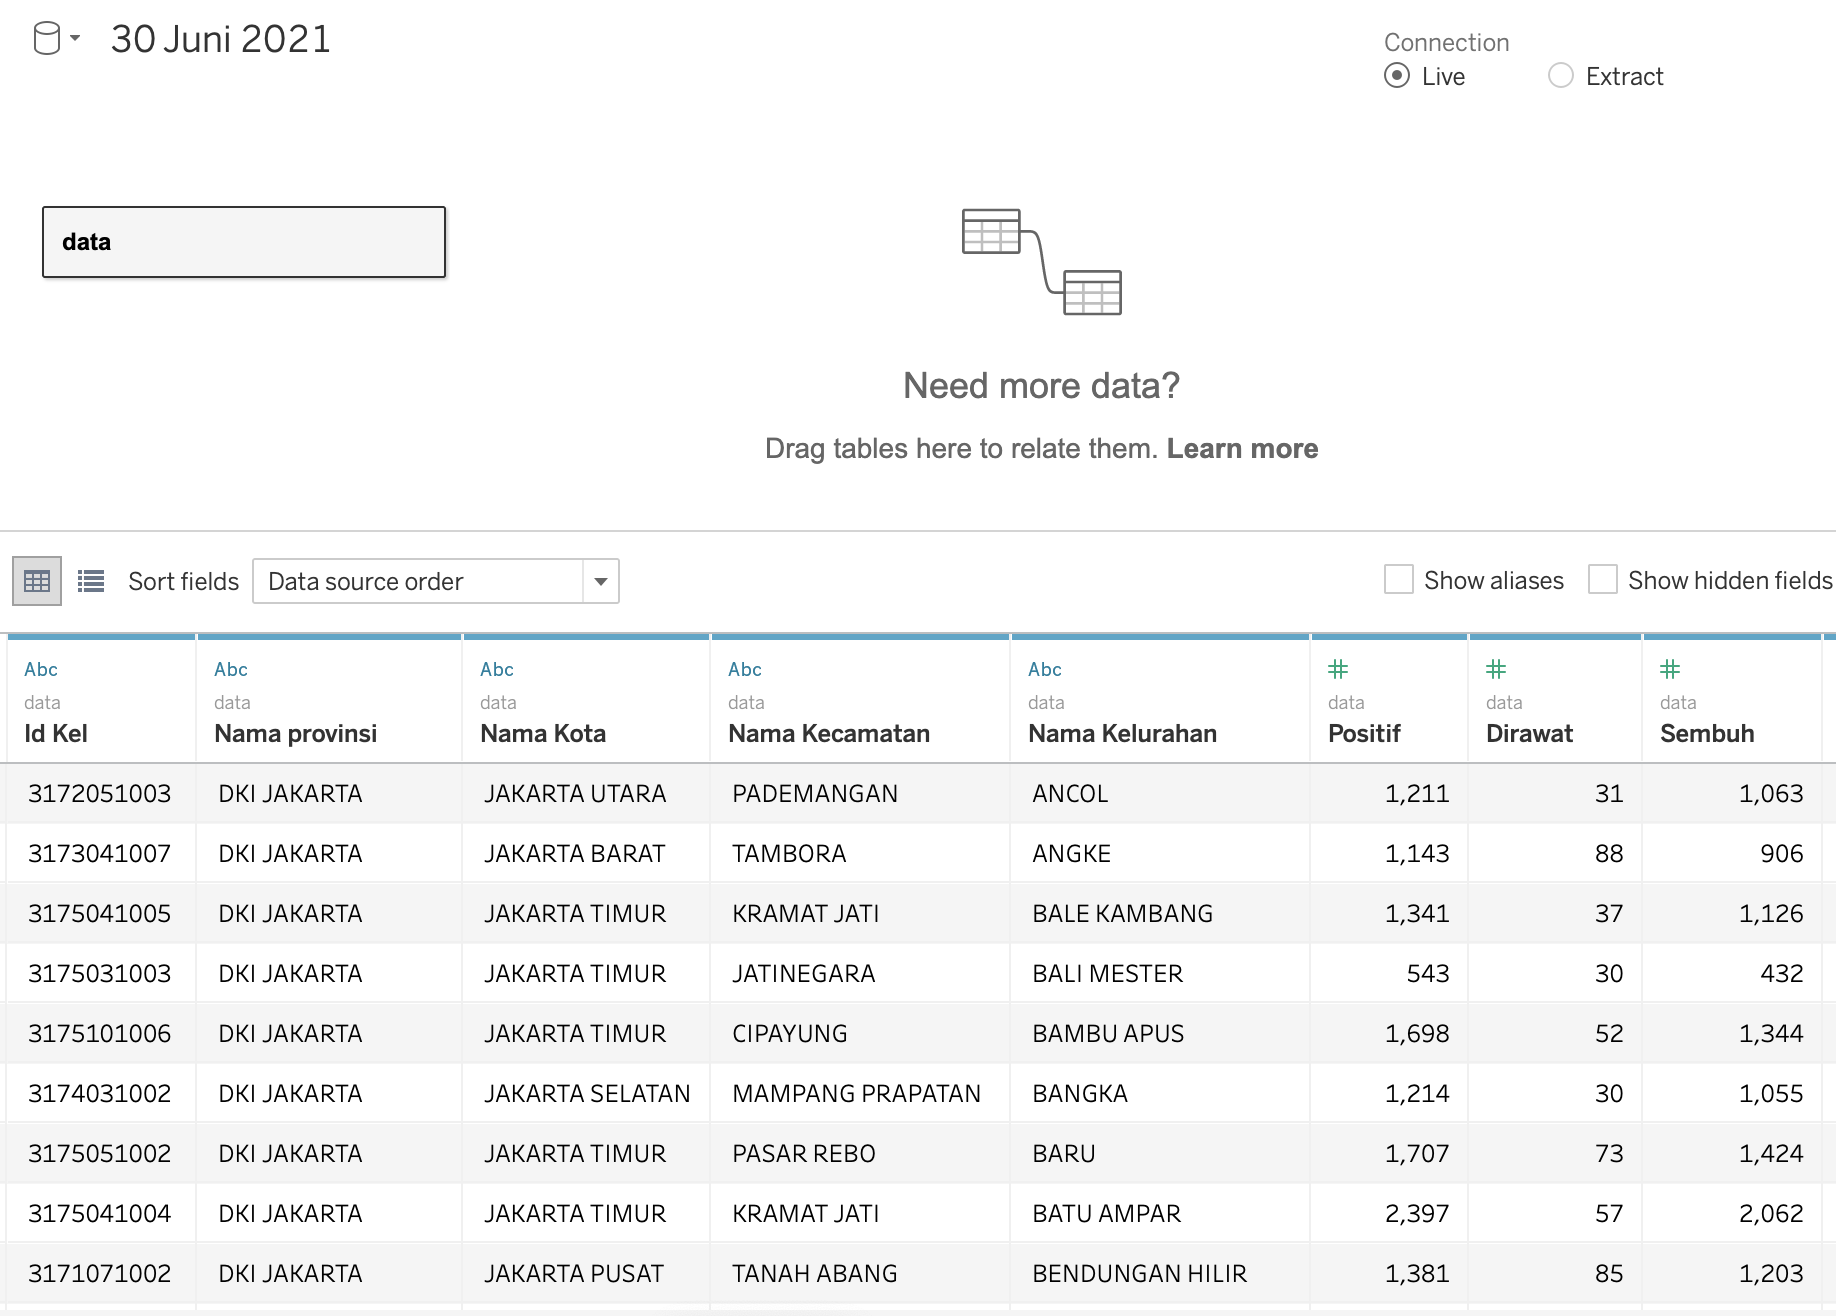 30 Juni 2021
Connection
Live Extract
data
Need more data?
Drag tables here to relate them. Learn more
Sort fields Data source order Show aliases Show hidden fields
Abc Abc Abc Abc Abc # # #
data data data data data data data data
Id Kel Nama provinsi Nama Kota Nama Kecamatan Nama Kelurahan Positif Dirawat Sembuh
3172051003 DKI JAKARTA JAKARTA UTARA PADEMANGAN ANCOL 1,211 31 1,063
3173041007 DKI JAKARTA JAKARTA BARAT TAMBORA ANGKE 1,143 88 906
3175041005 DKI JAKARTA JAKARTA TIMUR KRAMAT JATI BALE KAMBANG 1,341 37 1,126
3175031003 DKI JAKARTA JAKARTA TIMUR JATINEGARA BALI MESTER 543 30 432
3175101006 DKI JAKARTA JAKARTA TIMUR CIPAYUNG BAMBU APUS 1,698 52 1,344
3174031002 DKI JAKARTA JAKARTA SELATAN MAMPANG PRAPATAN BANGKA 1,214 30 1,055
3175051002 DKI JAKARTA JAKARTA TIMUR PASAR REBO BARU 1,707 73 1,424
3175041004 DKI JAKARTA JAKARTA TIMUR KRAMAT JATI BATU AMPAR 2,397 57 2,062
3171071002 DKI JAKARTA JAKARTA PUSAT TANAH ABANG BENDUNGAN HILIR 1,381 85 1,203